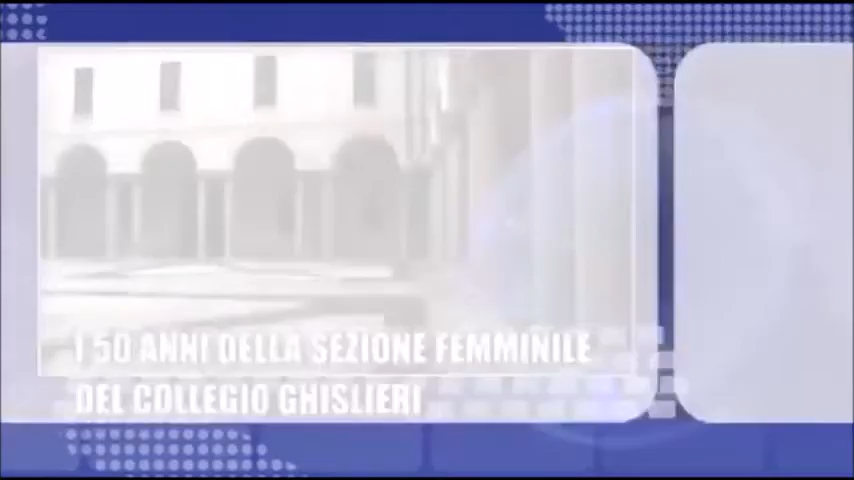 I 50 ANNI DELLA SEZIONE FEMMINILE
DEL COLLEGIO GHISLIERI